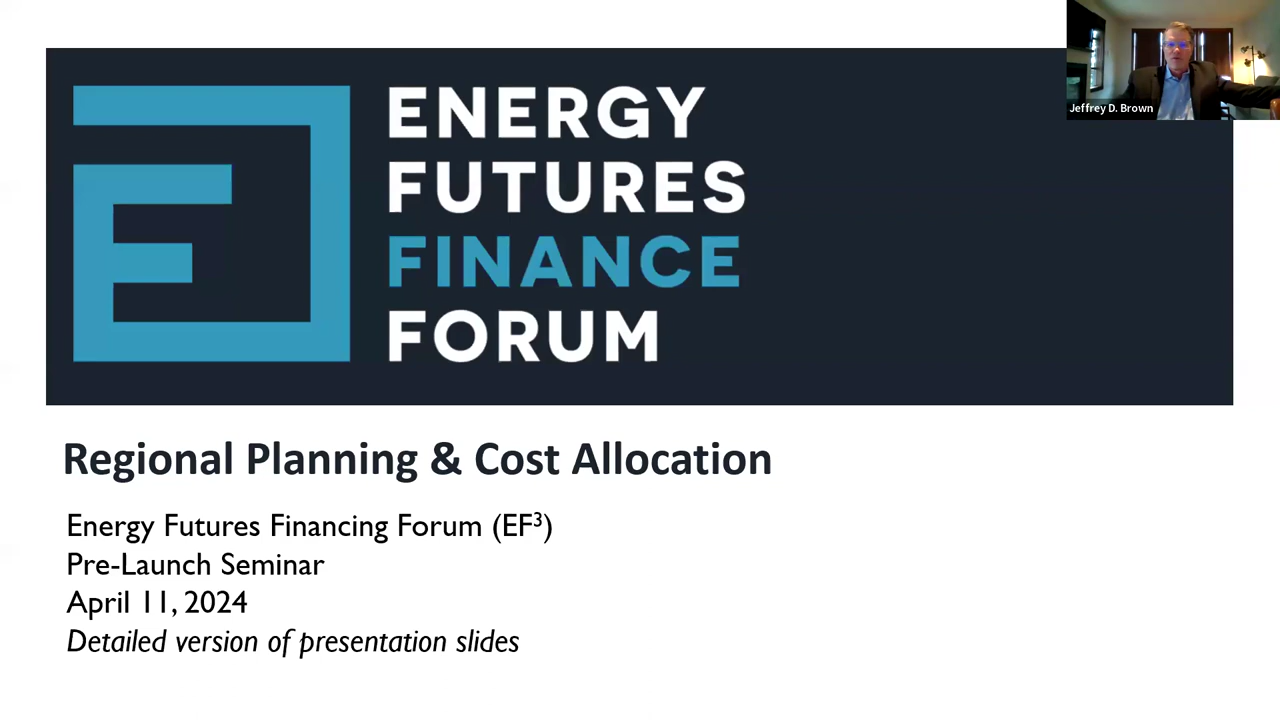 Jeffrey D. Brown
ENERGY
FUTURES
FINANCE
FORUM
Regional Planning & Cost Allocation
Energy Futures Financing Forum (EF³)
Pre-Launch Seminar
April 11, 2024
Detailed version of presentation slides